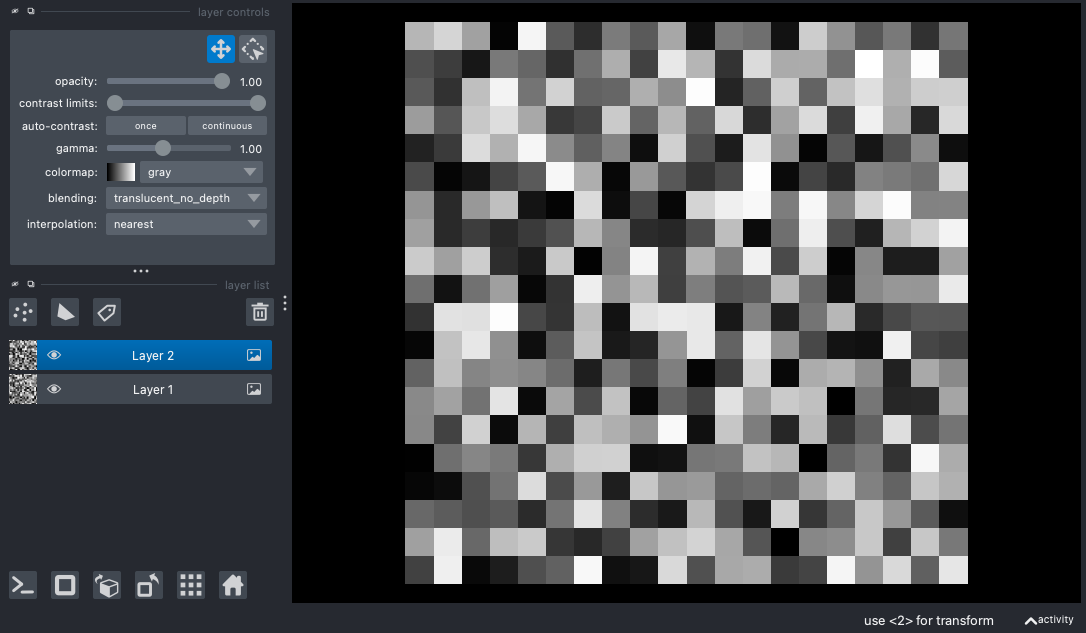 layer controls
opacity: 1.00
contrast limits:
auto-contrast: once continuous
gamma: 1.00
colormap: gray
blending: translucent_no_depth
interpolation: nearest
layer list
Layer 2
Layer 1
use <2> for transform activity